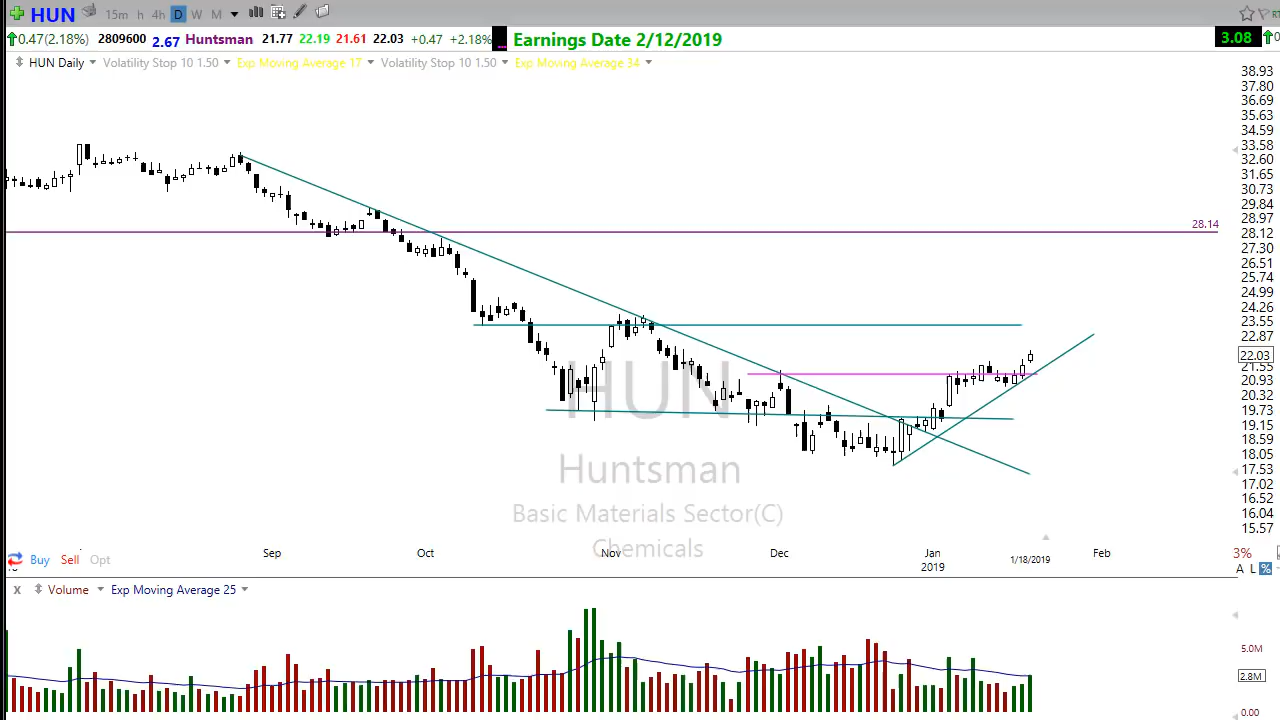 HUN 15m h 4h D W M
0.47(2.18%) 2809600 2.67 Huntsman 21.77 22.19 21.61 22.03 +0.47 +2.18% Earnings Date 2/12/2019 3.08
HUN Daily Volatility Stop 10 1.50 Exp Moving Average 17 Volatility Stop 10 1.50 Exp Moving Average 34
38.93
37.80
36.69
35.63
34.59
33.58
32.60
31.65
30.73
29.84
28.97
28.14
28.12
27.30
26.51
25.74
24.99
24.26
23.55
22.87
22.03
21.55
20.93
20.32
19.73
19.15
18.59
18.05
17.53
17.02
16.52
16.04
15.57
HUN
Huntsman
Basic Materials Sector(C)
Chemicals
Sep Oct Nov Dec Jan 2019 1/18/2019 Feb
Buy Sell Opt 3%
A L %
X Volume Exp Moving Average 25
5.0M
2.8M
0.00